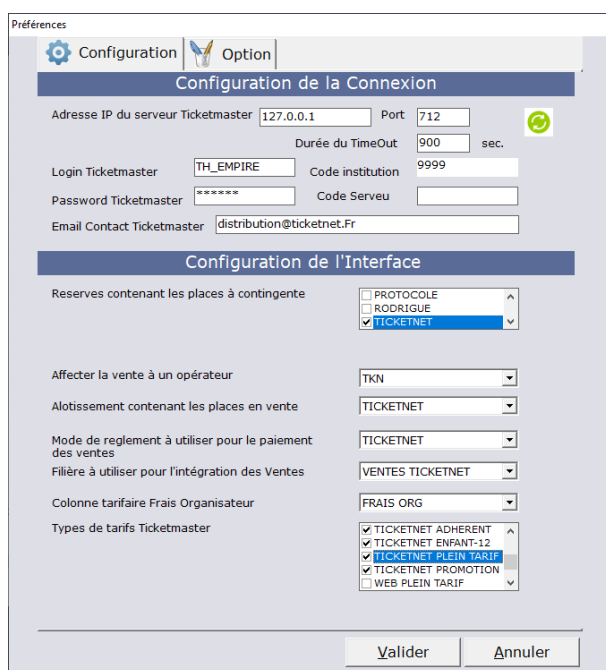 Préférences
Configuration Option
Configuration de la Connexion
Adresse IP du serveur Ticketmaster 127.0.0.1 Port 712
Durée du TimeOut 900 sec.
Login Ticketmaster TH_EMPIRE Code institution 9999
Password Ticketmaster ****** Code Serveu
Email Contact Ticketmaster distribution@ticketnet.Fr
Configuration de l'Interface
Reserves contenant les places à contingente PROTOCOLE
RODRIGUE
TICKETNET
Affecter la vente à un opérateur TKN
Alotissement contenant les places en vente TICKETNET
Mode de reglement à utiliser pour le paiement TICKETNET
des ventes
Filière à utiliser pour l'intégration des Ventes VENTES TICKETNET
Colonne tarifaire Frais Organisateur FRAIS ORG
Types de tarifs Ticketmaster TICKETNET ADHERENT
TICKETNET ENFANT-12
TICKETNET PLEIN TARIF
TICKETNET PROMOTION
WEB PLEIN TARIF
Valider Annuler